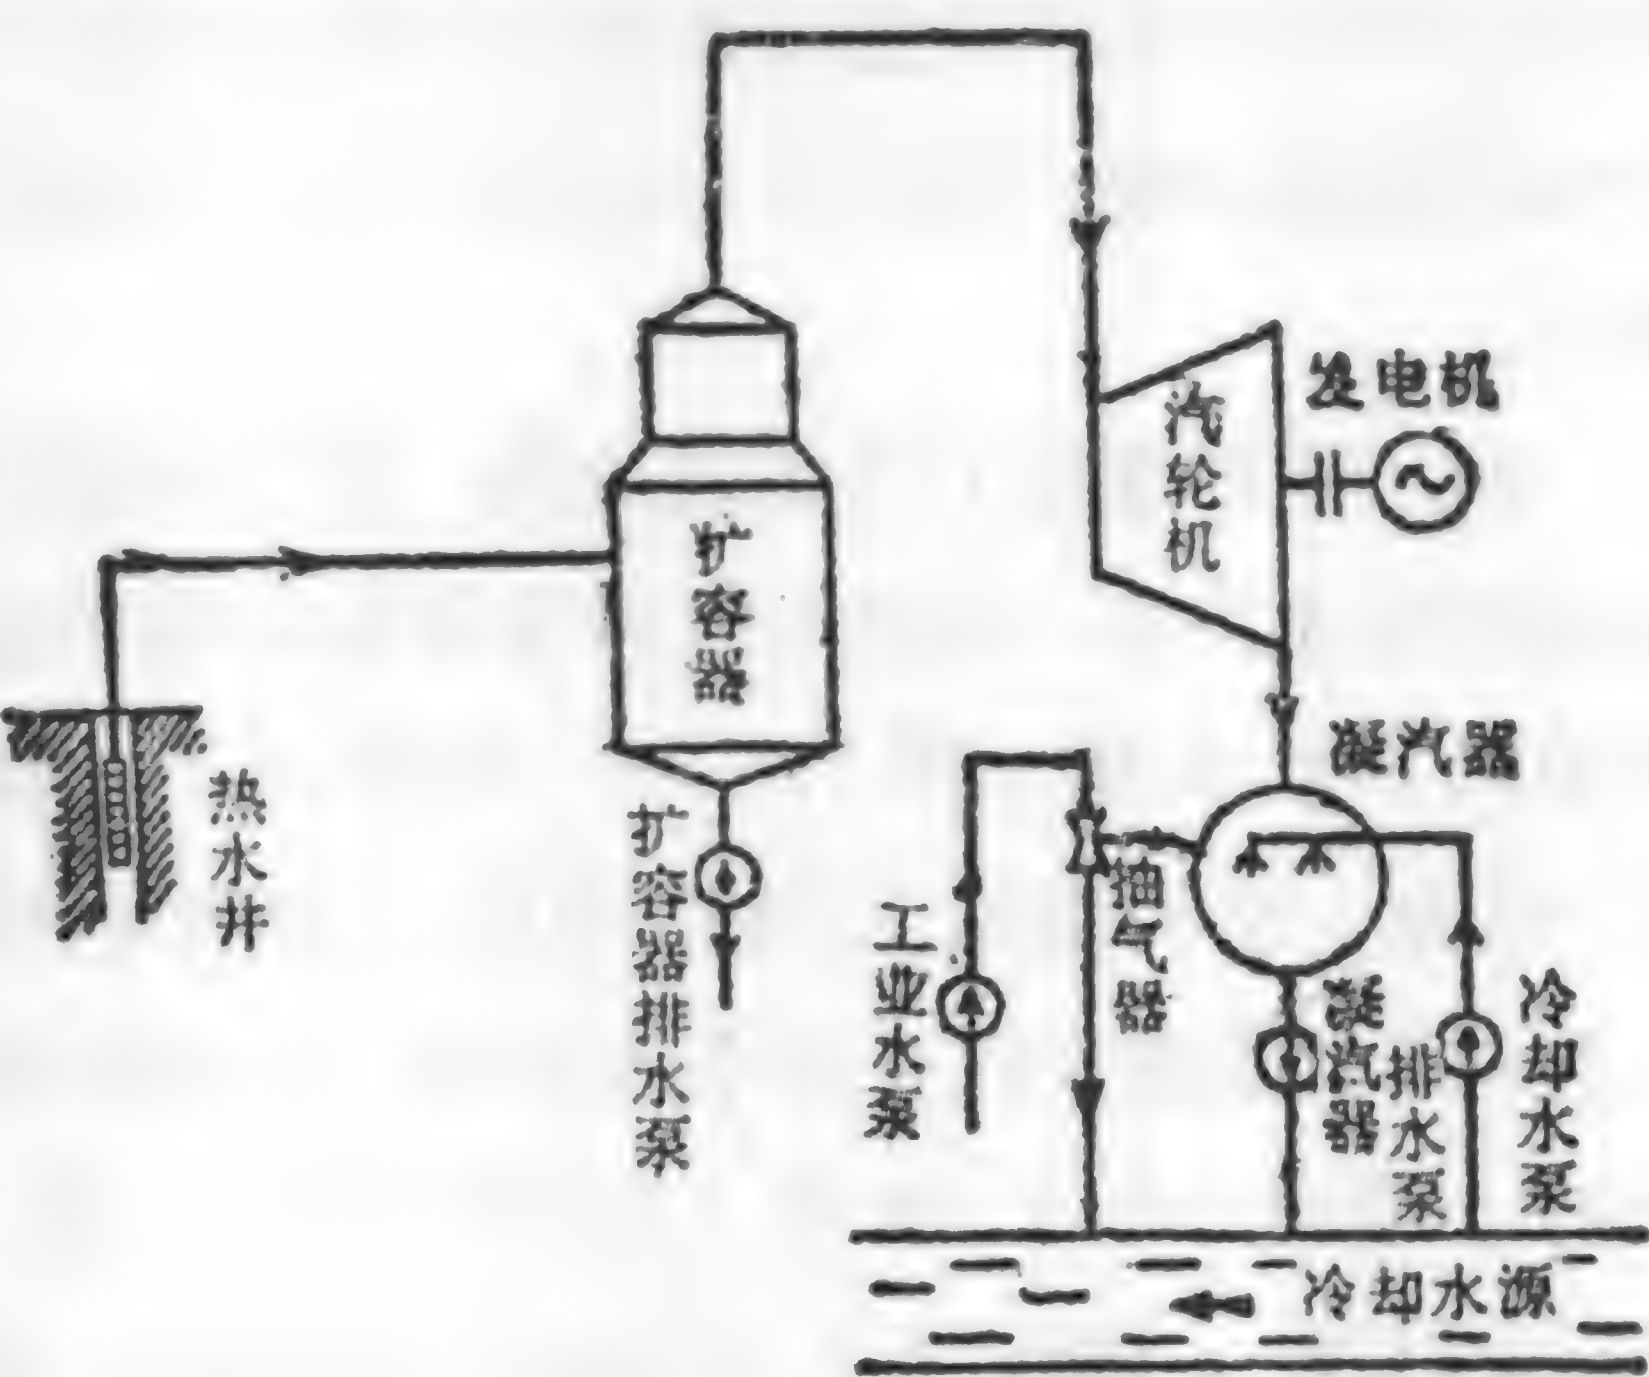 发电机
汽轮机
扩容器
凝汽器
热水井
扩容器排水泵
工业水泵
抽气器
凝汽器
排水泵
冷却水泵
冷却水源